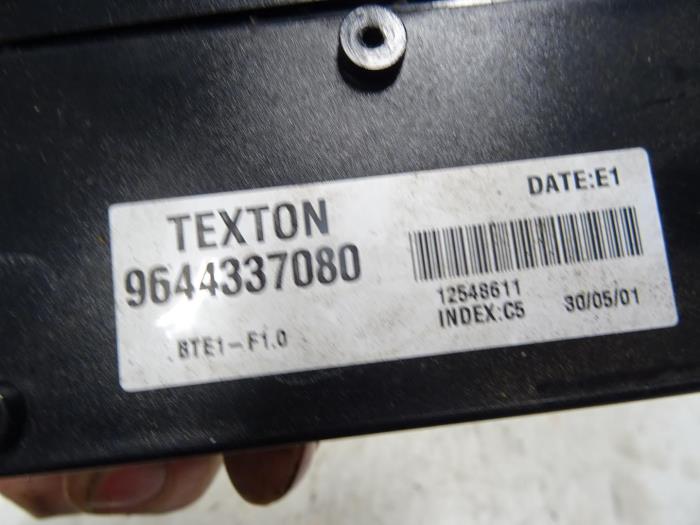 DATE:E1
TEXTON
9644337080
12548611
INDEX:C5 30/05/01
BTE1-F1.0